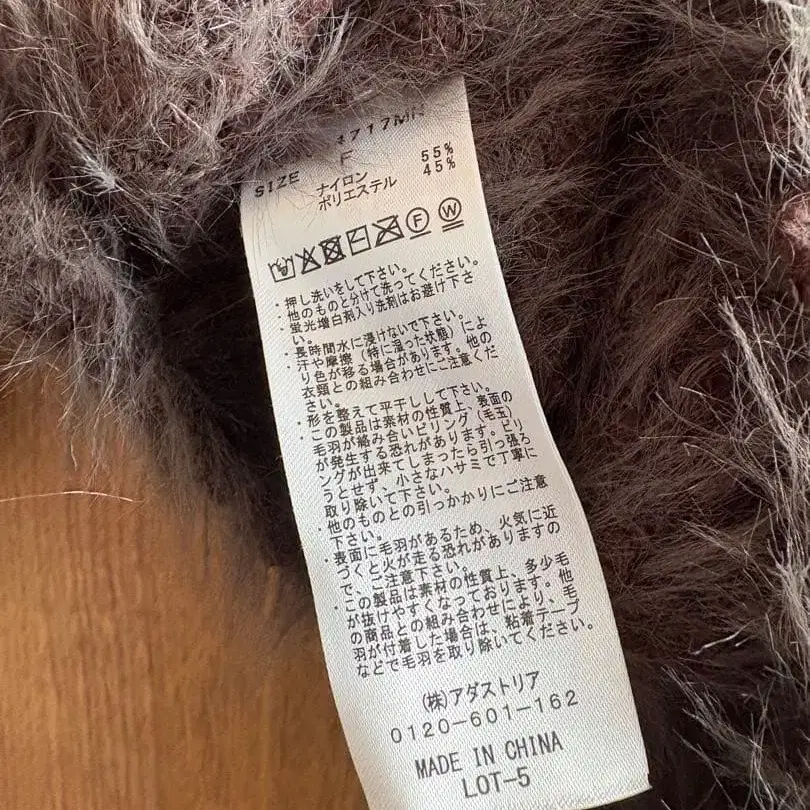 4717MN
SIZE F
ナイロン 55%
ポリエステル 45%
F W
・押し洗いをして下さい。
・他のものと分けて洗ってください。
・蛍光増白剤入り洗剤はお避け下さ
い。
・長時間水に浸けないで下さい。
・汗や摩擦（特に湿った状態）によ
り色が移る場合があります。他の
衣類との組み合わせにご注意くだ
さい。
・形を整えて平干しして下さい。
・この製品は素材の性質上、表面の
毛羽が絡み合いピリング（毛玉）
が発生する恐れがあります。ピリ
ングが出来てしまったら引っ張ろ
うとせず、小さなハサミで丁寧に
取り除いて下さい。
・他のものとの引っかかりにご注意
下さい。
・表面に毛羽があるため、火気に近
づくと火が走る恐れがありますの
で、ご注意下さい。
・この製品は素材の性質上、多少毛
が抜けやすくなっております。他
の商品との組み合わせにより、毛
羽が付着した場合は、粘着テープ
などで毛羽を取り除いてください。
(株)アダストリア
0120-601-162
MADE IN CHINA
LOT-5